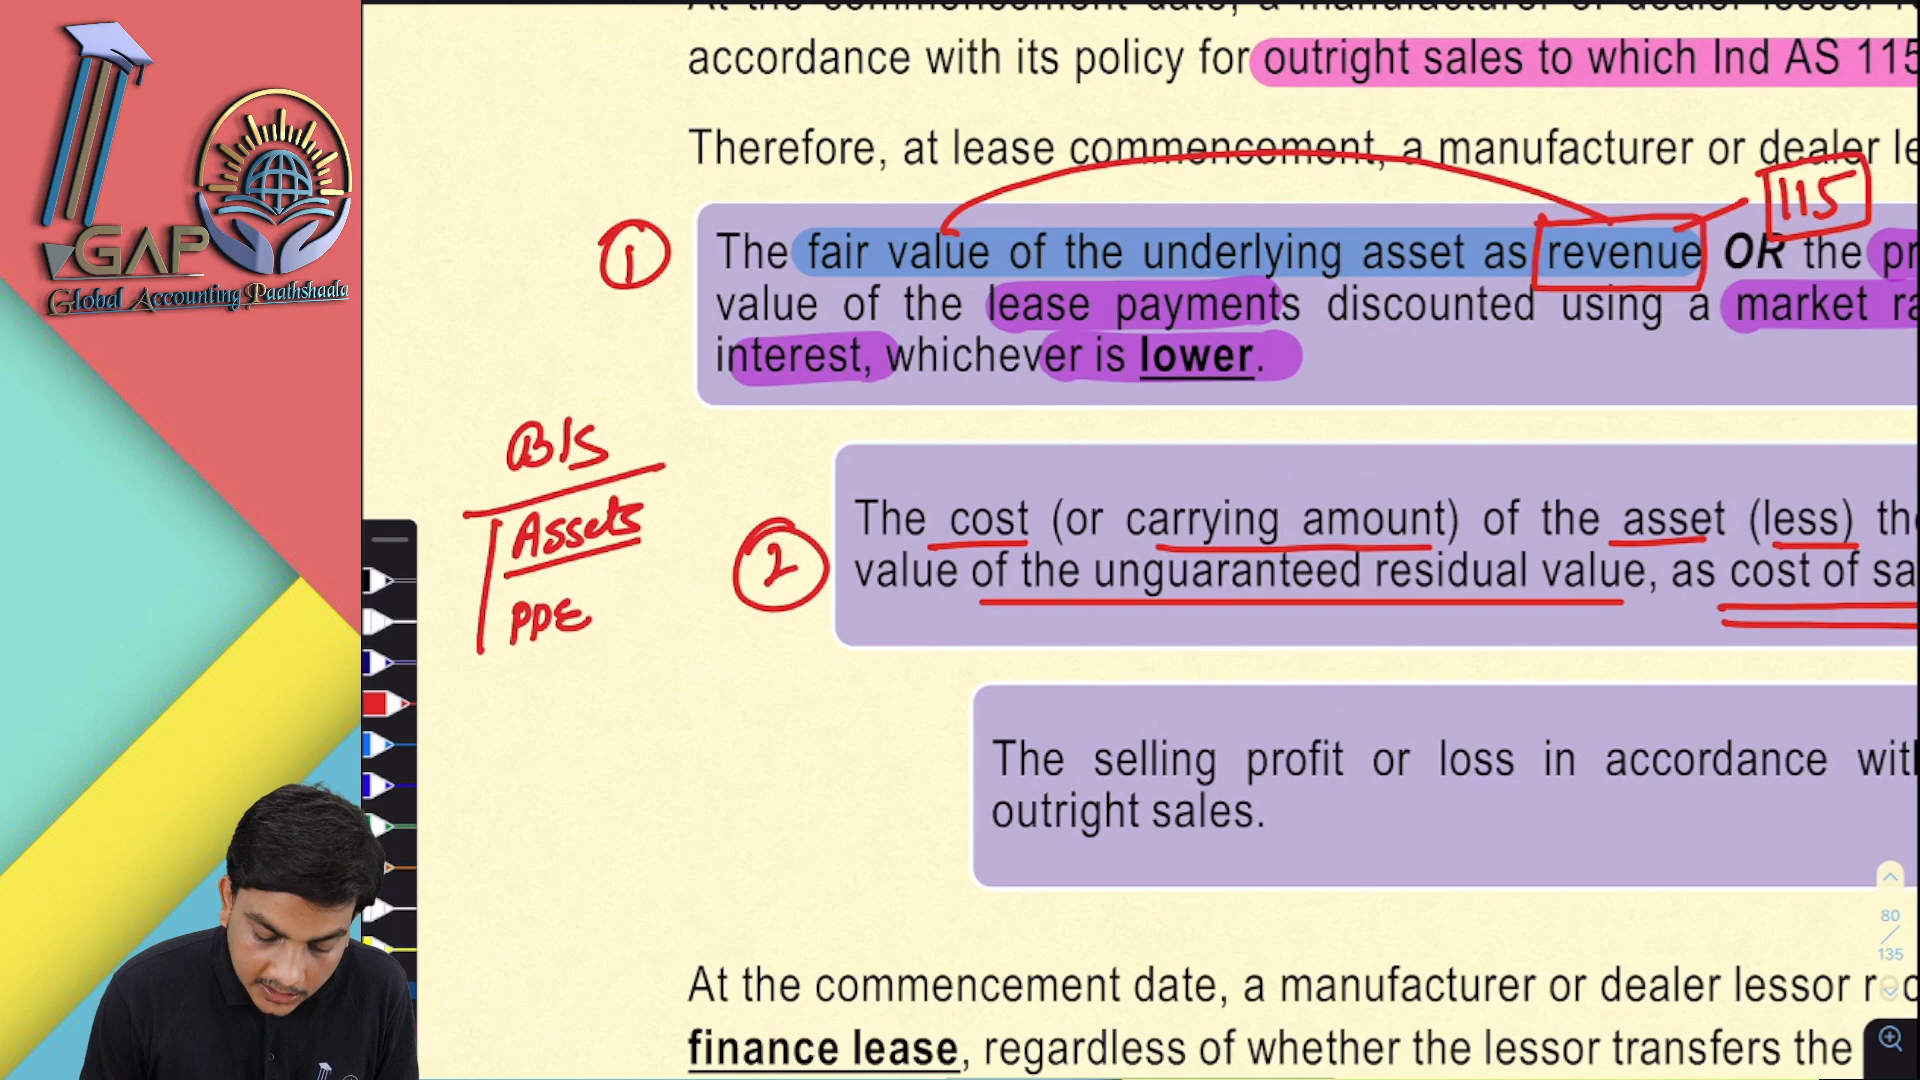 GAP
Global Accounting Paathshaala
accordance with its policy for outright sales to which Ind AS 115
Therefore, at lease commencement, a manufacturer or dealer le
115
1
The fair value of the underlying asset as revenue OR the pr
value of the lease payments discounted using a market ra
interest, whichever is lower.
B/S
Assets
PPE
2
The cost (or carrying amount) of the asset (less) th
value of the unguaranteed residual value, as cost of sa
The selling profit or loss in accordance with
outright sales.
80
/
135
At the commencement date, a manufacturer or dealer lessor rec
finance lease, regardless of whether the lessor transfers the